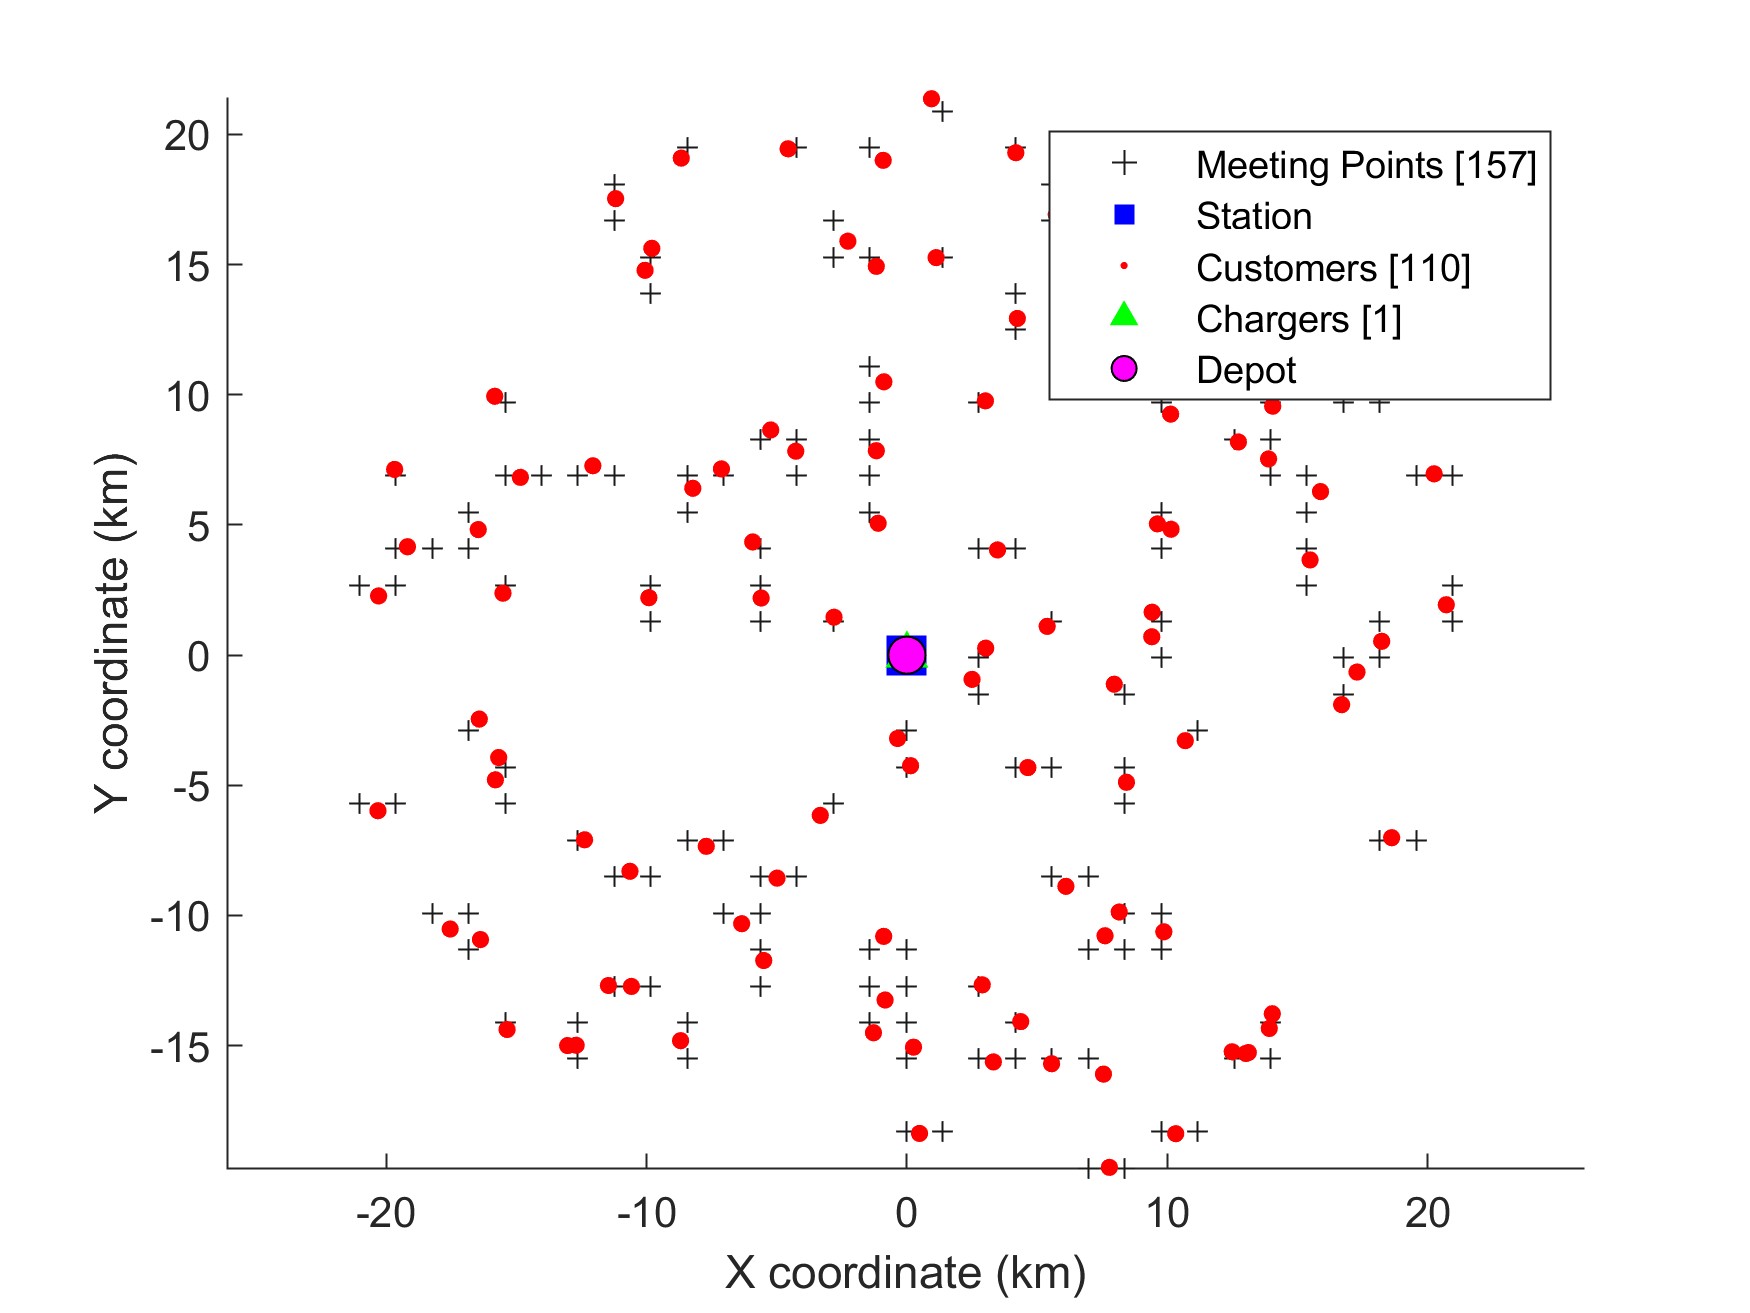 20
15
10
5
0
-5
-10
-15
-20
-10
0
10
20
X coordinate (km)
Y coordinate (km)
Meeting Points [157]
Station
Customers [110]
Chargers [1]
Depot